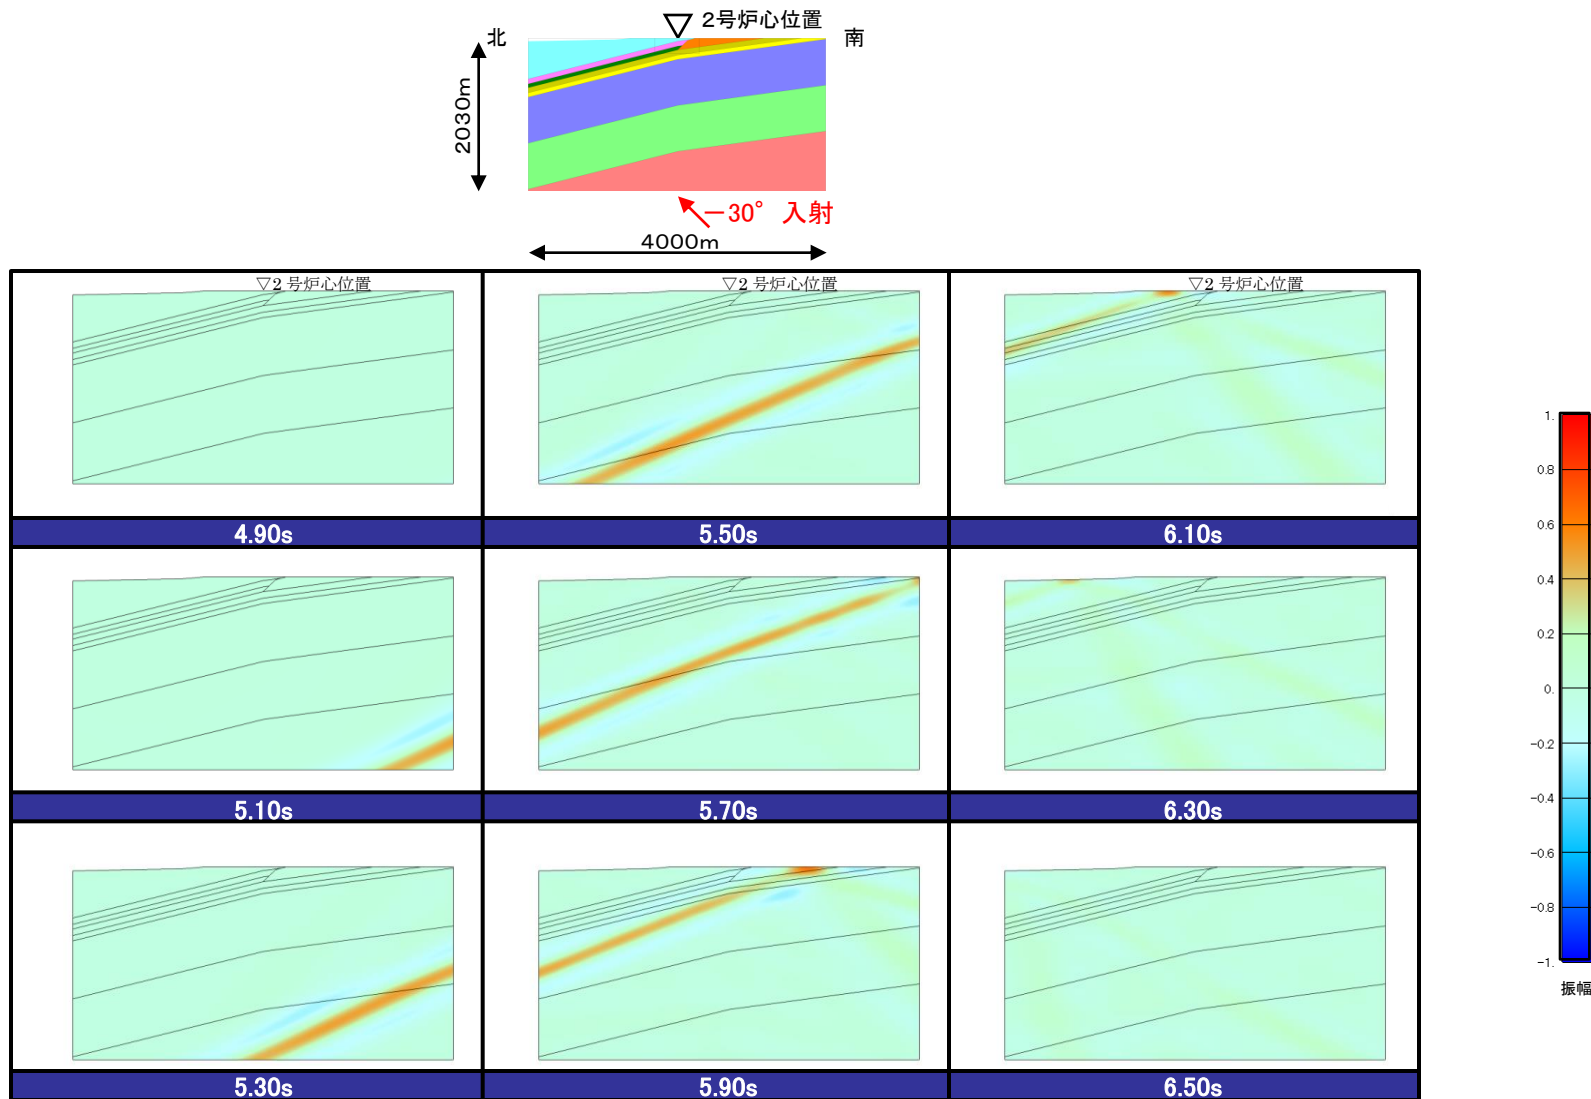 ▽ 2号炉心位置
北
南
2030m
－30°入射
4000m
▽2 号炉心位置
▽2 号炉心位置
▽2 号炉心位置
4.90s
5.50s
6.10s
5.10s
5.70s
6.30s
5.30s
5.90s
6.50s
1.
0.8
0.6
0.4
0.2
0.
-0.2
-0.4
-0.6
-0.8
-1.
振幅